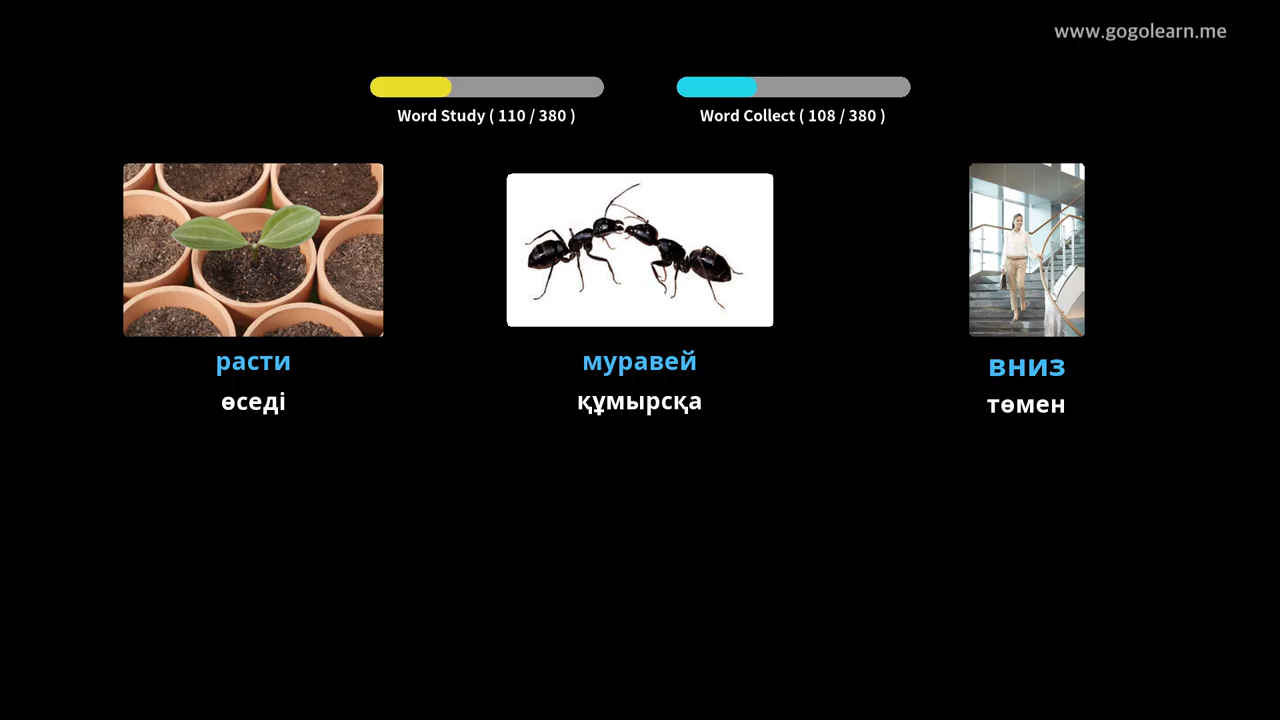 www.gogolearn.me
Word Study ( 110 / 380 )
Word Collect ( 108 / 380 )
расти
өседі
муравей
құмырсқа
вниз
төмен